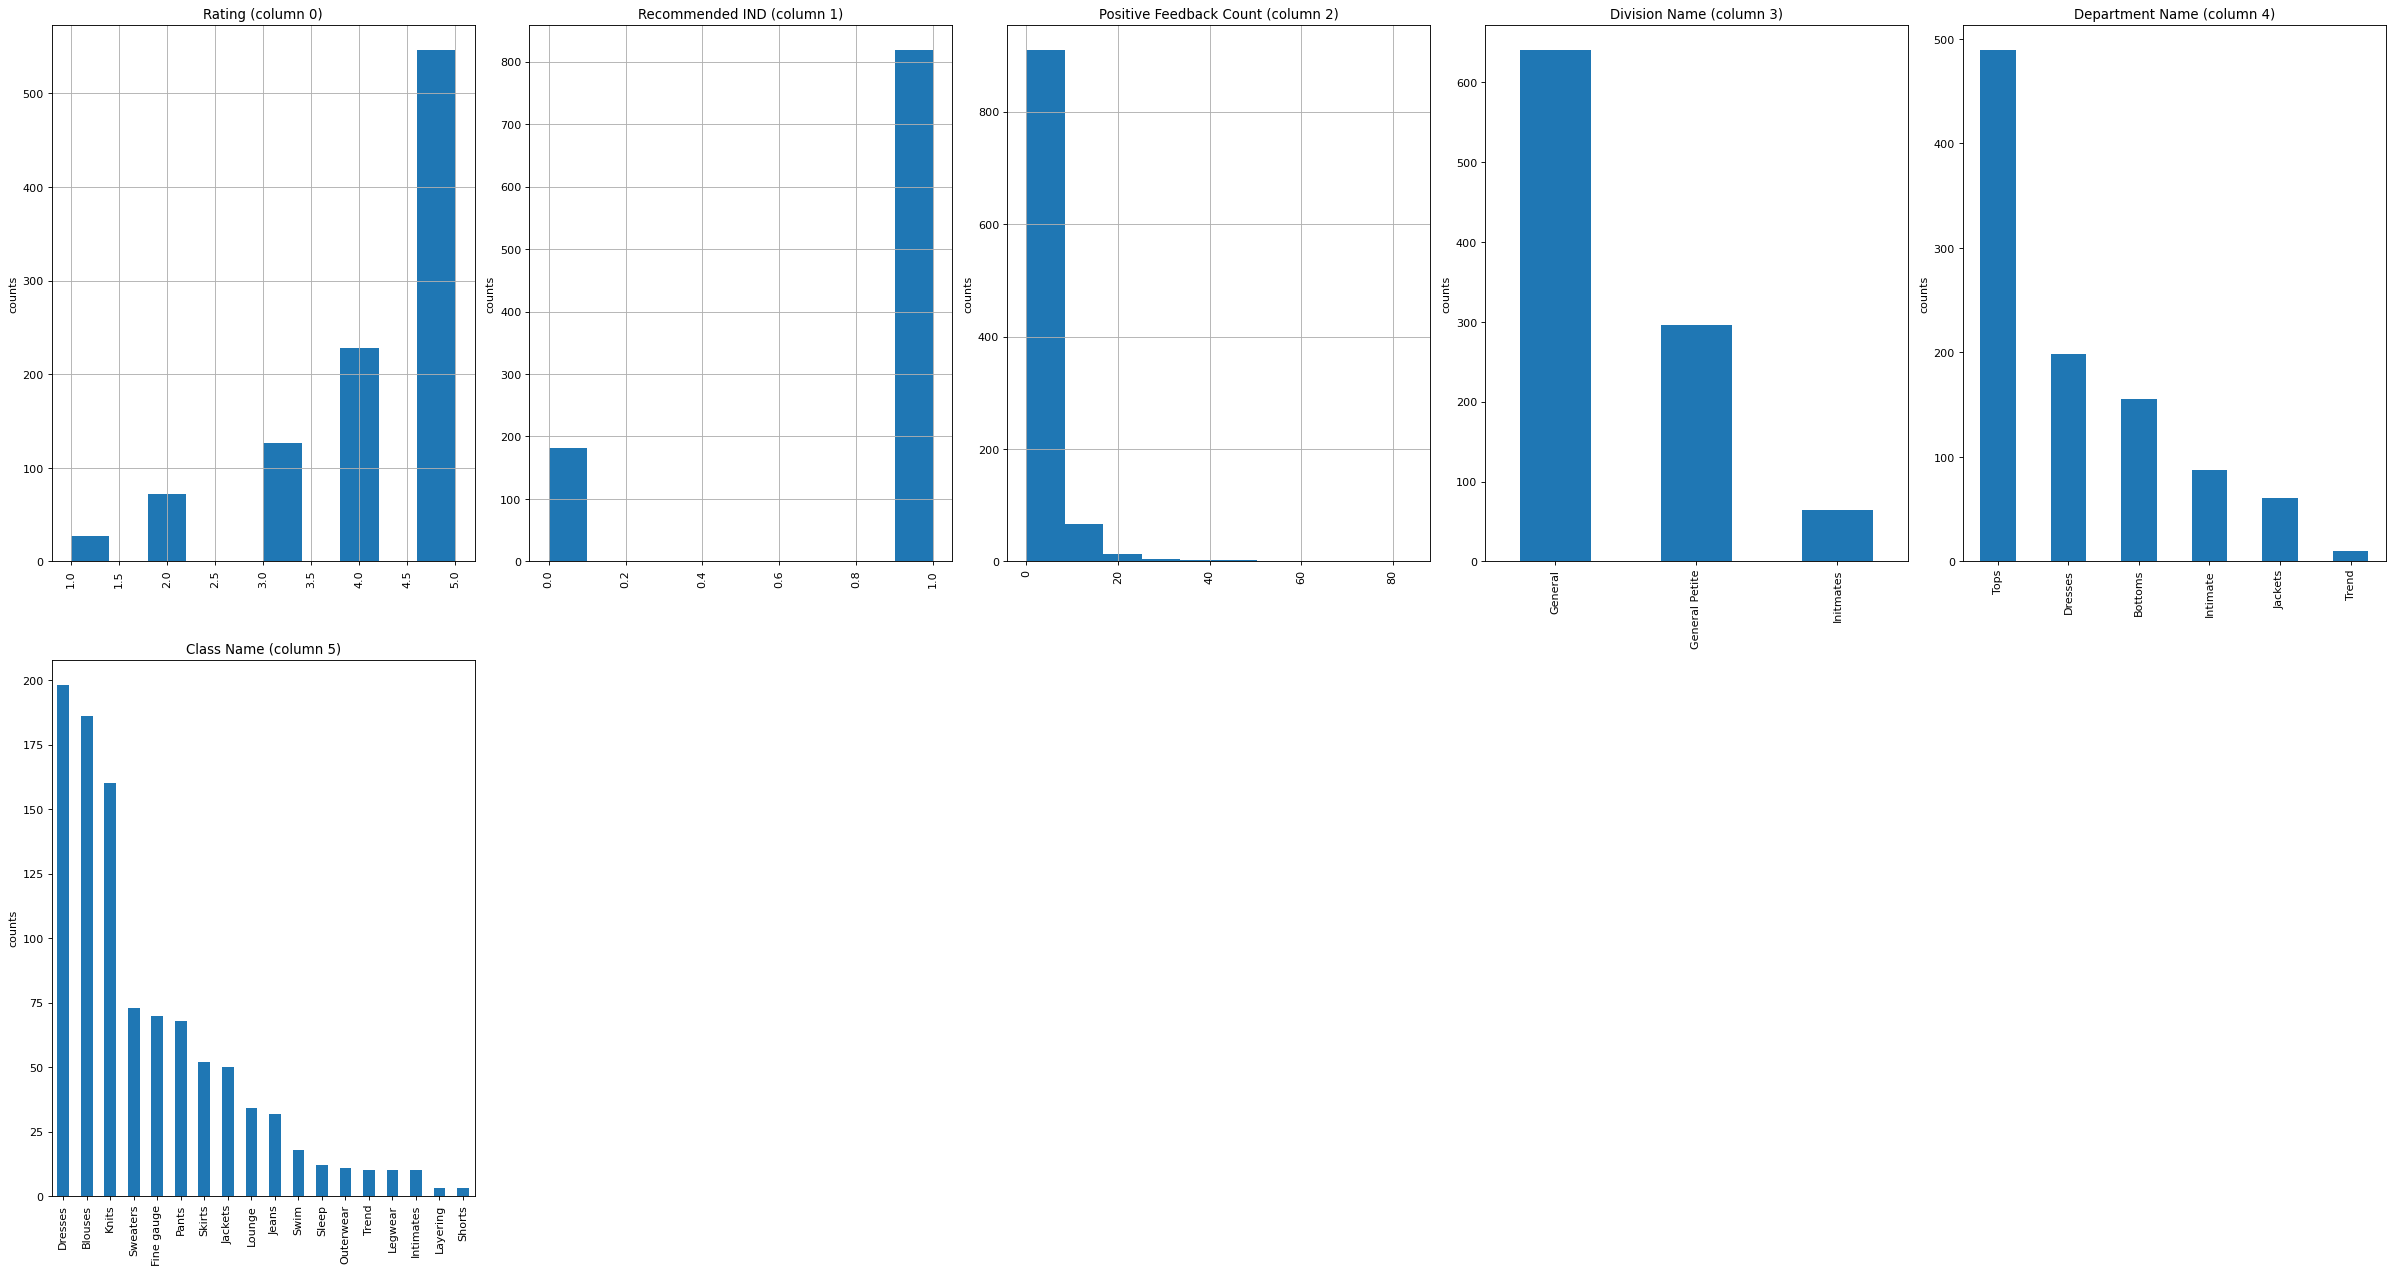 Rating (column 0)
counts
500
400
300
200
100
0
1.0 1.5 2.0 2.5 3.0 3.5 4.0 4.5 5.0
Recommended IND (column 1)
counts
800
700
600
500
400
300
200
100
0
0.0 0.2 0.4 0.6 0.8 1.0
Positive Feedback Count (column 2)
counts
800
600
400
200
0
0 20 40 60 80
Division Name (column 3)
counts
600
500
400
300
200
100
0
General
General Petite
Initmates
Department Name (column 4)
counts
500
400
300
200
100
0
Tops
Dresses
Bottoms
Intimate
Jackets
Trend
Class Name (column 5)
counts
200
175
150
125
100
75
50
25
0
Dresses
Blouses
Knits
Sweaters
Fine gauge
Pants
Skirts
Jackets
Lounge
Jeans
Swim
Sleep
Outerwear
Trend
Legwear
Intimates
Layering
Shorts